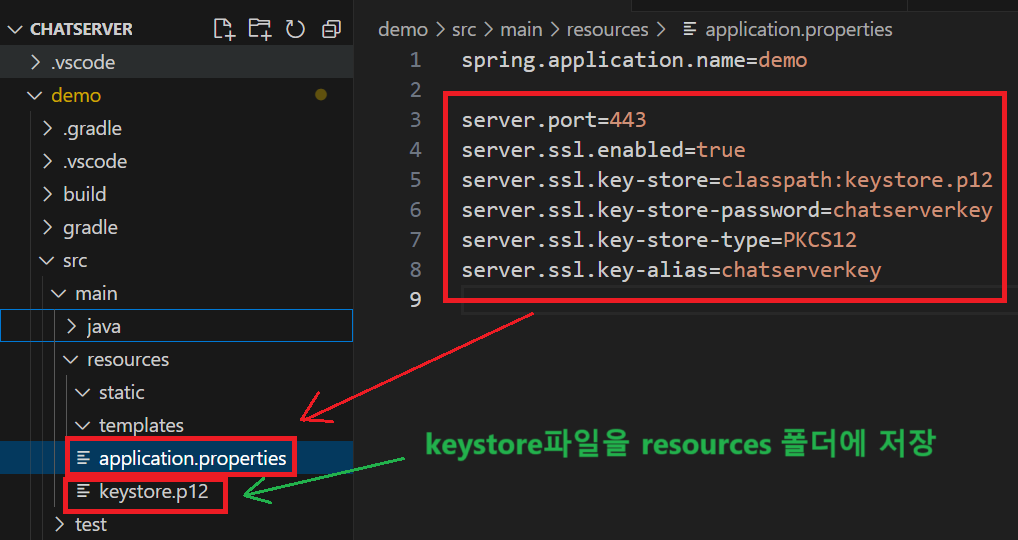 CHATSERVER
.vscode
demo
.gradle
.vscode
build
gradle
src
main
java
resources
static
templates
application.properties
keystore.p12
test
demo > src > main > resources > application.properties
1 spring.application.name=demo
2
3 server.port=443
4 server.ssl.enabled=true
5 server.ssl.key-store=classpath:keystore.p12
6 server.ssl.key-store-password=chatserverkey
7 server.ssl.key-store-type=PKCS12
8 server.ssl.key-alias=chatserverkey
9
keystore파일을 resources 폴더에 저장